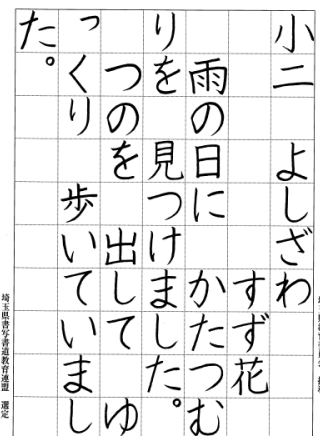 小二 よしざわ
すず花
雨の日に かたつむ
りを 見つけました。
つのを 出して ゆ
っくり 歩いていまし
た。
埼玉県書写書道教育連盟 選定